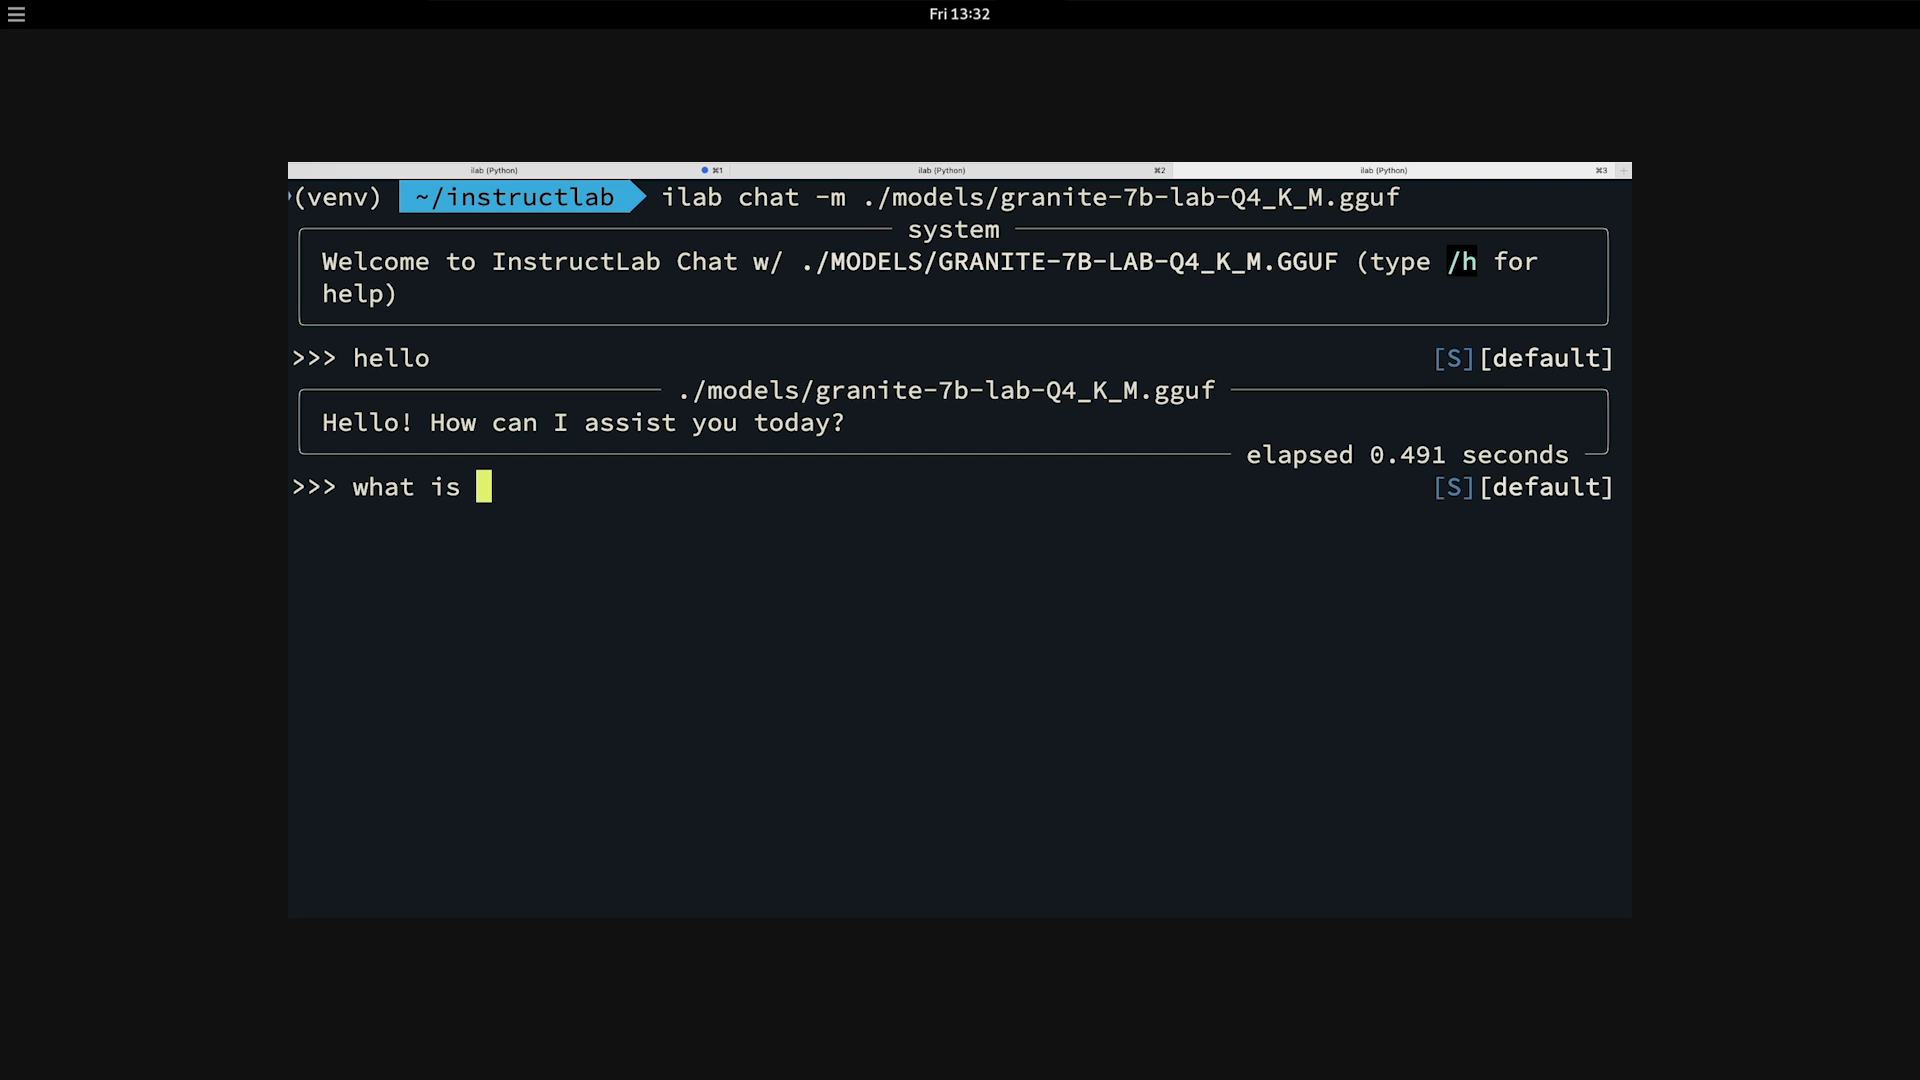 Fri 13:32
ilab (Python) ⌘1 ilab (Python) ⌘2 ilab (Python) ⌘3 +
(venv) ~/instructlab ilab chat -m ./models/granite-7b-lab-Q4_K_M.gguf
system
Welcome to InstructLab Chat w/ ./MODELS/GRANITE-7B-LAB-Q4_K_M.GGUF (type /h for
help)
>>> hello [S][default]
./models/granite-7b-lab-Q4_K_M.gguf
Hello! How can I assist you today?
elapsed 0.491 seconds
>>> what is [S][default]